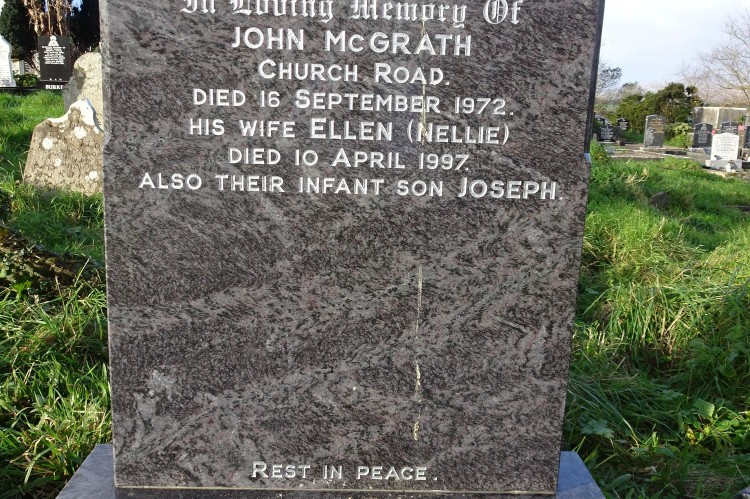 In Loving Memory Of
JOHN McGRATH
CHURCH ROAD.
DIED 16 SEPTEMBER 1972.
HIS WIFE ELLEN (NELLIE)
DIED 10 APRIL 1997.
ALSO THEIR INFANT SON JOSEPH.
REST IN PEACE.
BURKE